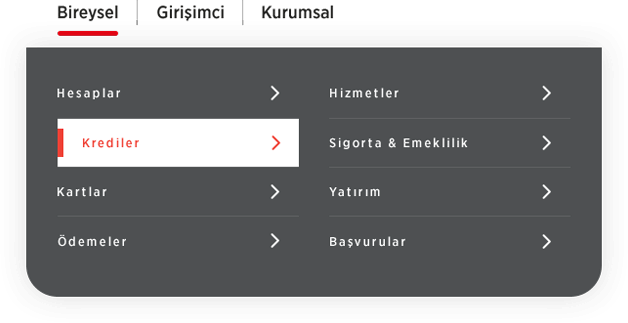 Bireysel Girişimci Kurumsal
Hesaplar
Krediler
Kartlar
Ödemeler
Hizmetler
Sigorta & Emeklilik
Yatırım
Başvurular